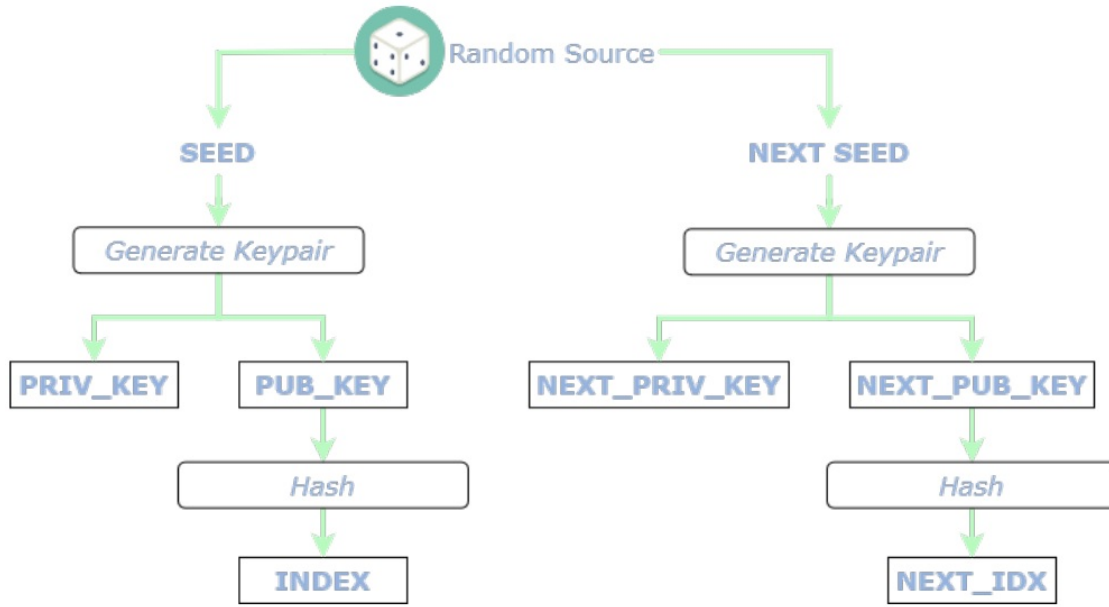 Random Source
SEED
NEXT SEED
Generate Keypair
Generate Keypair
PRIV_KEY
PUB_KEY
NEXT_PRIV_KEY
NEXT_PUB_KEY
Hash
Hash
INDEX
NEXT_IDX